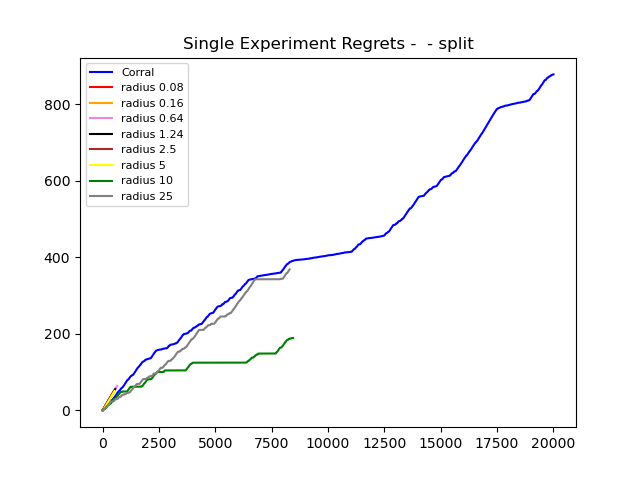 Single Experiment Regrets -  - split
Corral
radius 0.08
radius 0.16
radius 0.64
radius 1.24
radius 2.5
radius 5
radius 10
radius 25
800
600
400
200
0
0 2500 5000 7500 10000 12500 15000 17500 20000